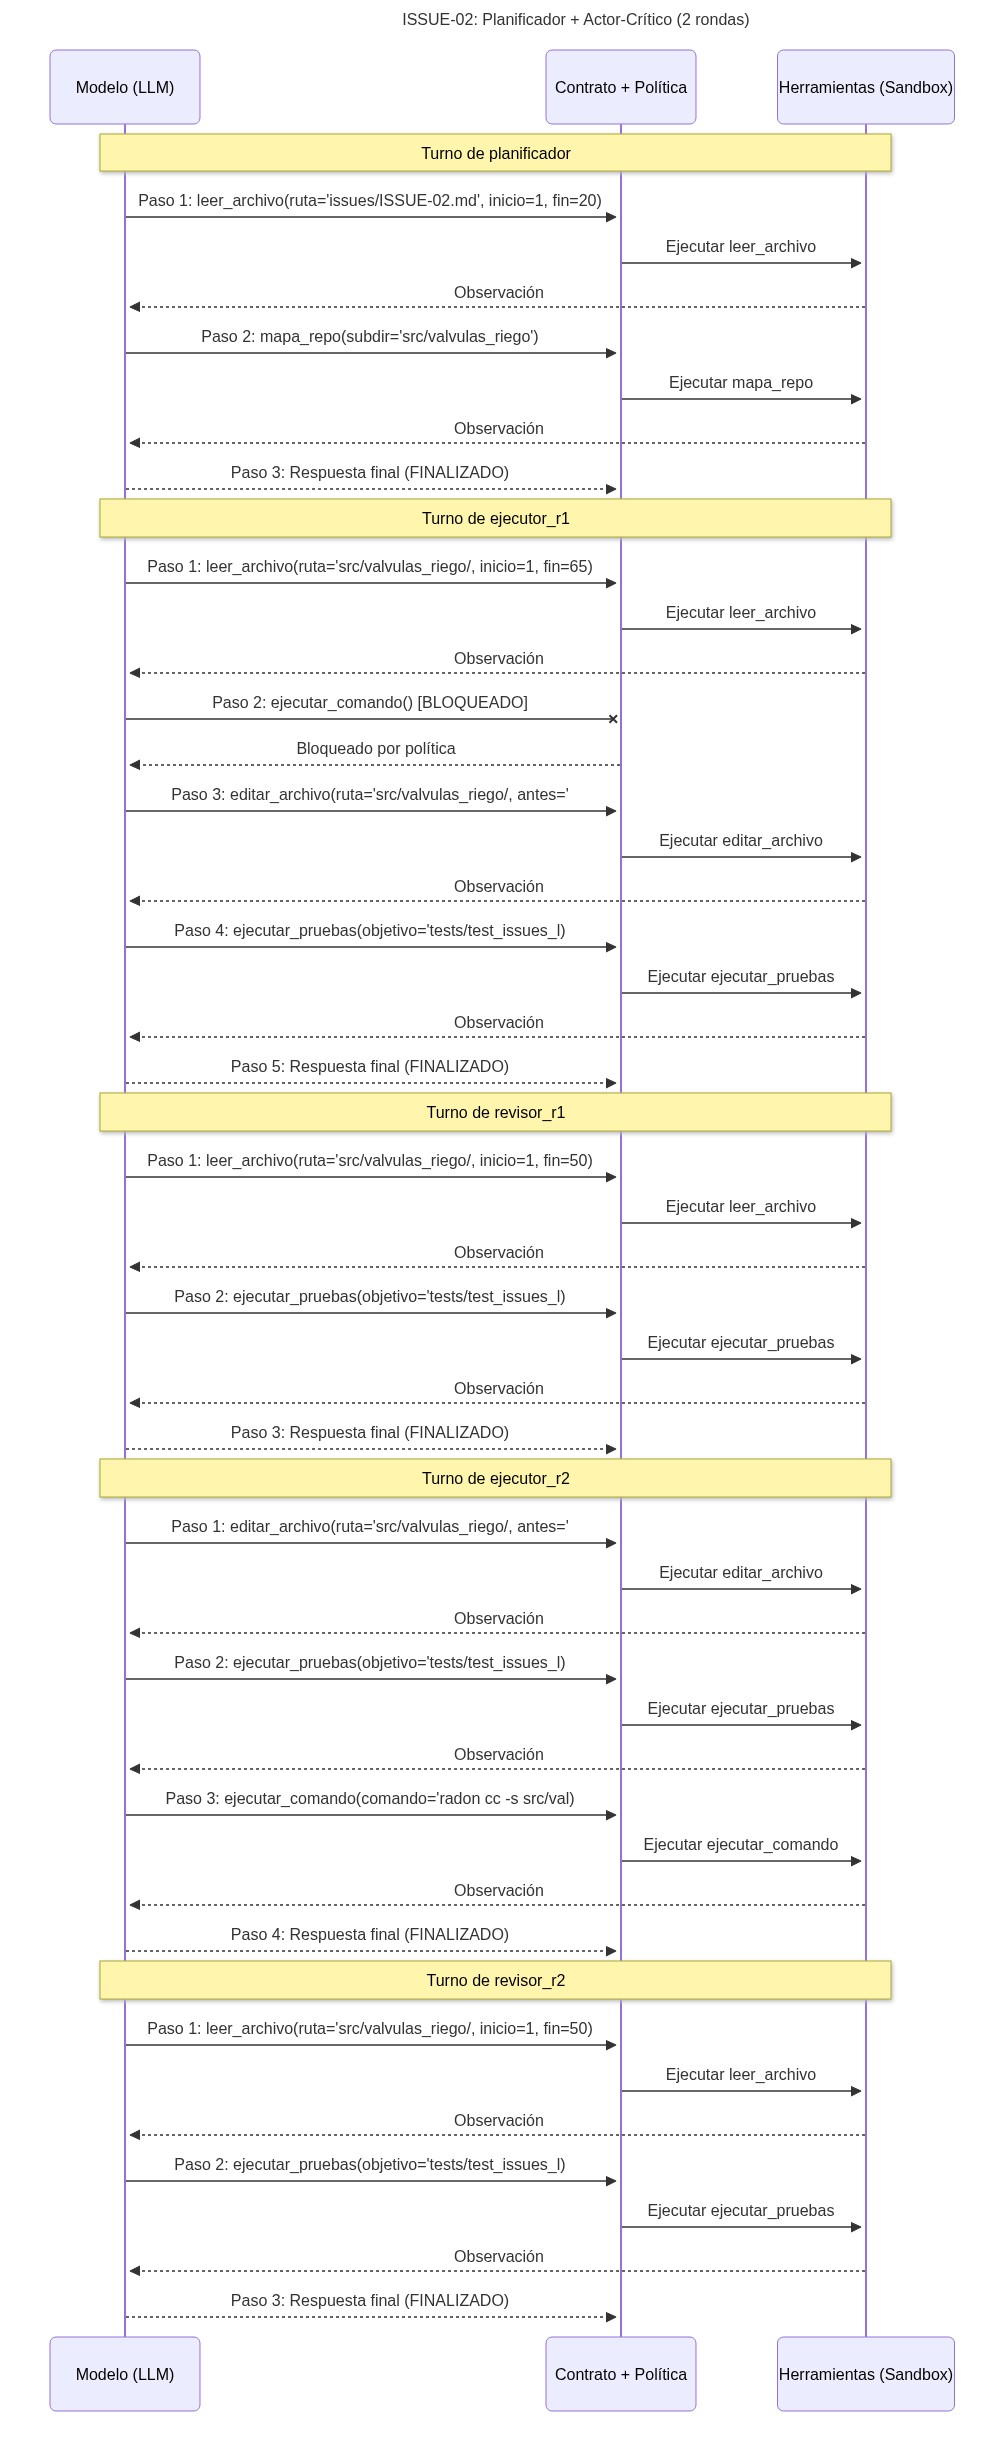 ISSUE-02: Planificador + Actor-Crítico (2 rondas)
Modelo (LLM)
Contrato + Política
Herramientas (Sandbox)
Turno de planificador
Paso 1: leer_archivo(ruta='issues/ISSUE-02.md', inicio=1, fin=20)
Ejecutar leer_archivo
Observación
Paso 2: mapa_repo(subdir='src/valvulas_riego')
Ejecutar mapa_repo
Observación
Paso 3: Respuesta final (FINALIZADO)
Turno de ejecutor_r1
Paso 1: leer_archivo(ruta='src/valvulas_riego/, inicio=1, fin=65)
Ejecutar leer_archivo
Observación
Paso 2: ejecutar_comando() [BLOQUEADO]
Bloqueado por política
Paso 3: editar_archivo(ruta='src/valvulas_riego/, antes='
Ejecutar editar_archivo
Observación
Paso 4: ejecutar_pruebas(objetivo='tests/test_issues_l)
Ejecutar ejecutar_pruebas
Observación
Paso 5: Respuesta final (FINALIZADO)
Turno de revisor_r1
Paso 1: leer_archivo(ruta='src/valvulas_riego/, inicio=1, fin=50)
Ejecutar leer_archivo
Observación
Paso 2: ejecutar_pruebas(objetivo='tests/test_issues_l)
Ejecutar ejecutar_pruebas
Observación
Paso 3: Respuesta final (FINALIZADO)
Turno de ejecutor_r2
Paso 1: editar_archivo(ruta='src/valvulas_riego/, antes='
Ejecutar editar_archivo
Observación
Paso 2: ejecutar_pruebas(objetivo='tests/test_issues_l)
Ejecutar ejecutar_pruebas
Observación
Paso 3: ejecutar_comando(comando='radon cc -s src/val)
Ejecutar ejecutar_comando
Observación
Paso 4: Respuesta final (FINALIZADO)
Turno de revisor_r2
Paso 1: leer_archivo(ruta='src/valvulas_riego/, inicio=1, fin=50)
Ejecutar leer_archivo
Observación
Paso 2: ejecutar_pruebas(objetivo='tests/test_issues_l)
Ejecutar ejecutar_pruebas
Observación
Paso 3: Respuesta final (FINALIZADO)
Modelo (LLM)
Contrato + Política
Herramientas (Sandbox)